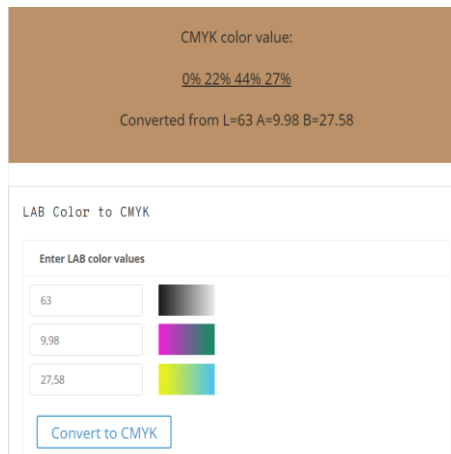 CMYK color value:
0% 22% 44% 27%
Converted from L=63 A=9.98 B=27.58
LAB Color to CMYK
Enter LAB color values
63
9,98
27,58
Convert to CMYK